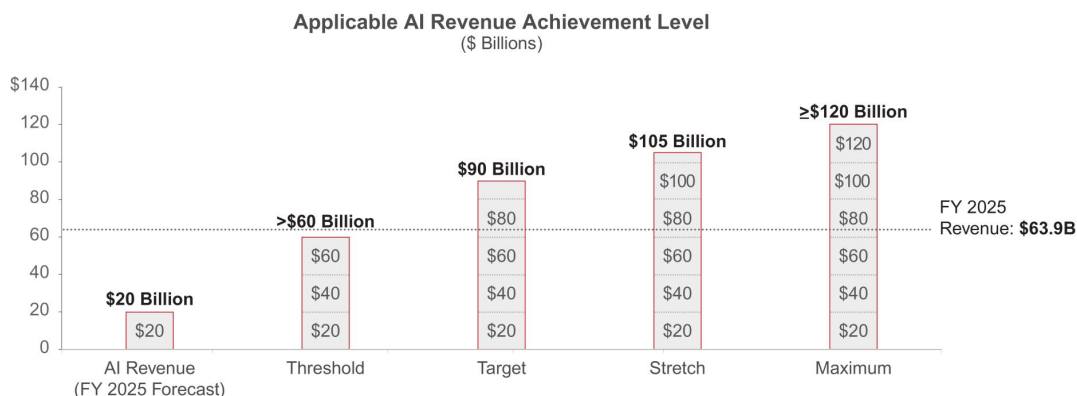 Applicable AI Revenue Achievement Level
($ Billions)
$140
120
100
80
60
40
20
0
$20 Billion
$20
>$60 Billion
$60
$40
$20
$90 Billion
$80
$60
$40
$20
$105 Billion
$100
$80
$60
$40
$20
≥$120 Billion
$120
$100
$80
$60
$40
$20
FY 2025
Revenue: $63.9B
AI Revenue
(FY 2025 Forecast)
Threshold
Target
Stretch
Maximum